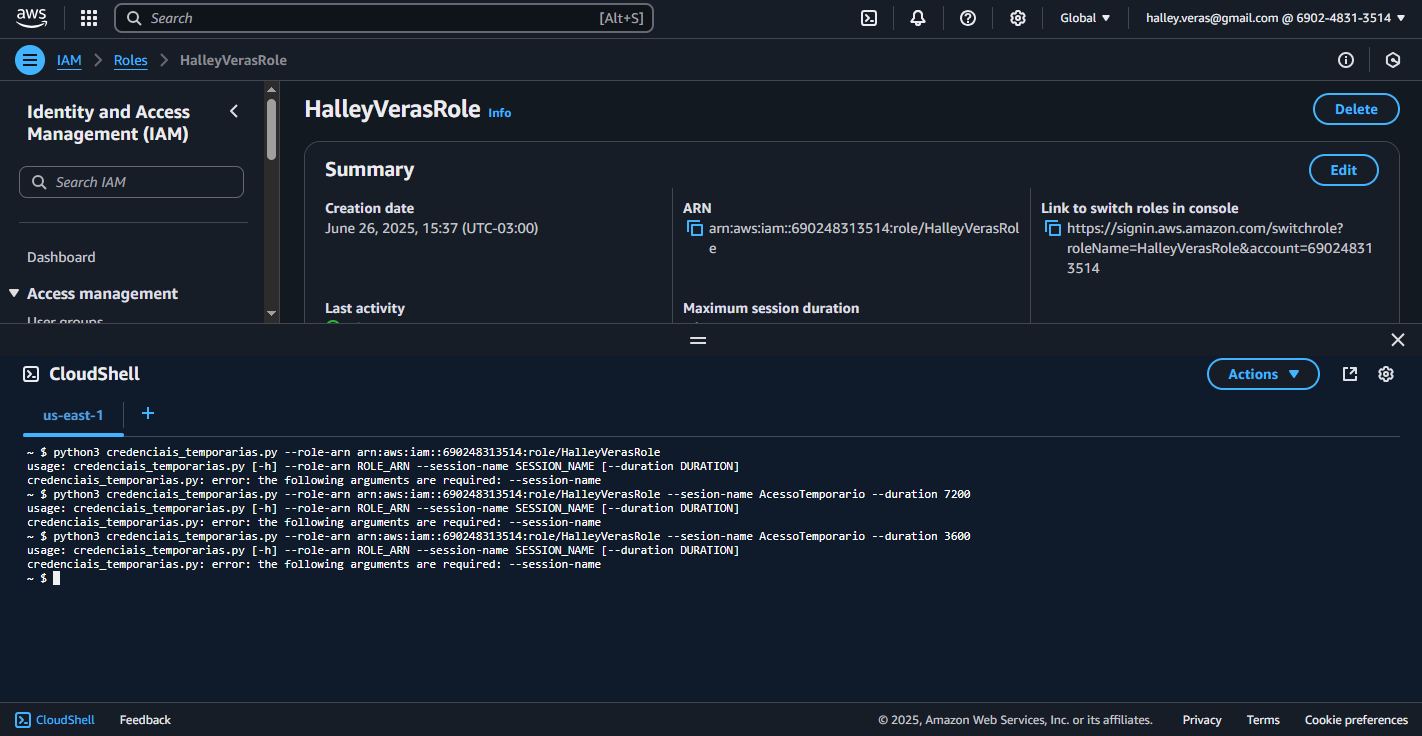 aws
Search
[Alt+S]
Global
halley.veras@gmail.com @ 6902-4831-3514
IAM
Roles
HalleyVerasRole
Identity and Access
Management (IAM)
Search IAM
Dashboard
Access management
User groups
HalleyVerasRole Info
Delete
Summary
Edit
Creation date
June 26, 2025, 15:37 (UTC-03:00)
ARN
arn:aws:iam::690248313514:role/HalleyVerasRol
e
Link to switch roles in console
https://signin.aws.amazon.com/switchrole?
roleName=HalleyVerasRole&account=69024831
3514
Last activity
Maximum session duration
CloudShell
Actions
us-east-1
+
~ $ python3 credenciais_temporarias.py --role-arn arn:aws:iam::690248313514:role/HalleyVerasRole
usage: credenciais_temporarias.py [-h] --role-arn ROLE_ARN --session-name SESSION_NAME [--duration DURATION]
credenciais_temporarias.py: error: the following arguments are required: --session-name
~ $ python3 credenciais_temporarias.py --role-arn arn:aws:iam::690248313514:role/HalleyVerasRole --sesion-name AcessoTemporario --duration 7200
usage: credenciais_temporarias.py [-h] --role-arn ROLE_ARN --session-name SESSION_NAME [--duration DURATION]
credenciais_temporarias.py: error: the following arguments are required: --session-name
~ $ python3 credenciais_temporarias.py --role-arn arn:aws:iam::690248313514:role/HalleyVerasRole --sesion-name AcessoTemporario --duration 3600
usage: credenciais_temporarias.py [-h] --role-arn ROLE_ARN --session-name SESSION_NAME [--duration DURATION]
credenciais_temporarias.py: error: the following arguments are required: --session-name
~ $
CloudShell
Feedback
© 2025, Amazon Web Services, Inc. or its affiliates.
Privacy
Terms
Cookie preferences